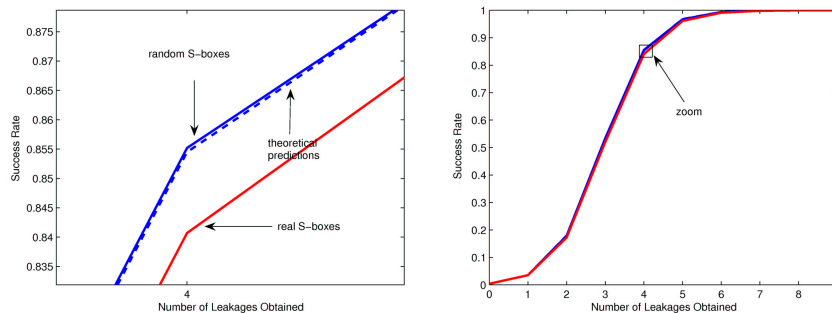 0.875
0.87
0.865
0.86
0.855
0.85
0.845
0.84
0.835
Success Rate
random S-boxes
theoretical
predictions
real S-boxes
4
Number of Leakages Obtained
1
0.9
0.8
0.7
0.6
0.5
0.4
0.3
0.2
0.1
0
Success Rate
zoom
0 1 2 3 4 5 6 7 8
Number of Leakages Obtained